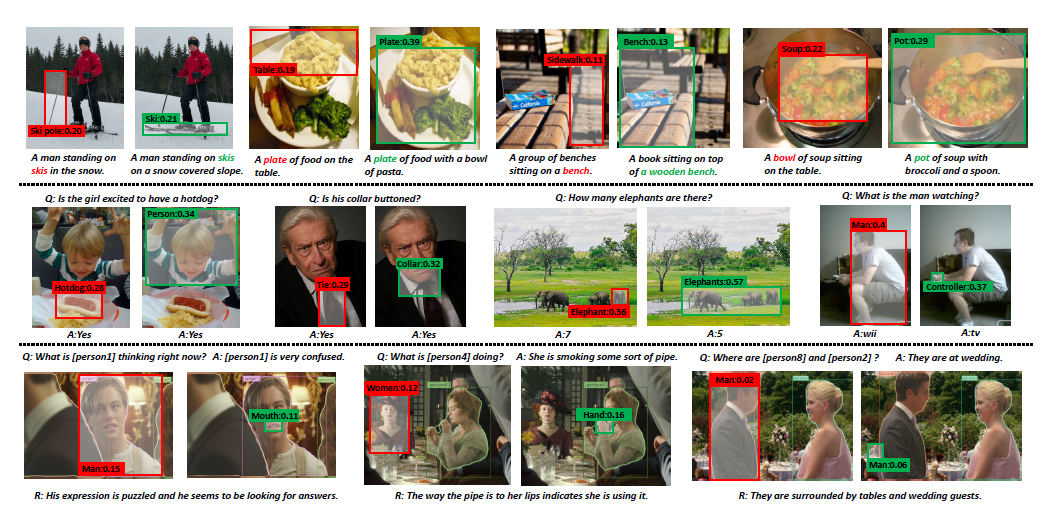 Ski pole:0.20
Ski:0.21
Table:0.19
Plate:0.39
Sidewalk:0.11
California
Bench:0.13
California
Soup:0.22
Pot:0.29
A man standing on
skis in the snow.
A man standing on skis
on a snow covered slope.
A plate of food on the
table.
A plate of food with a bowl
of pasta.
A group of benches
sitting on a bench.
A book sitting on top
of a wooden bench.
A bowl of soup sitting
on the table.
A pot of soup with
broccoli and a spoon.
Q: Is the girl excited to have a hotdog?
Q: Is his collar buttoned?
Q: How many elephants are there?
Q: What is the man watching?
Hotdog:0.28
Person:0.34
Tie:0.29
Collar:0.32
Elephant:0.36
Elephants:0.57
Man:0.4
Controller:0.37
A:Yes
A:Yes
A:Yes
A:Yes
A:7
A:5
A:wii
A:tv
Q: What is [person1] thinking right now? A: [person1] is very confused.
Q: What is [person4] doing? A: She is smoking some sort of pipe.
Q: Where are [person8] and [person2] ? A: They are at wedding.
Man:0.15
Mouth:0.11
Women:0.12
Hand:0.16
Man:0.02
Man:0.06
R: His expression is puzzled and he seems to be looking for answers.
R: The way the pipe is to her lips indicates she is using it.
R: They are surrounded by tables and wedding guests.